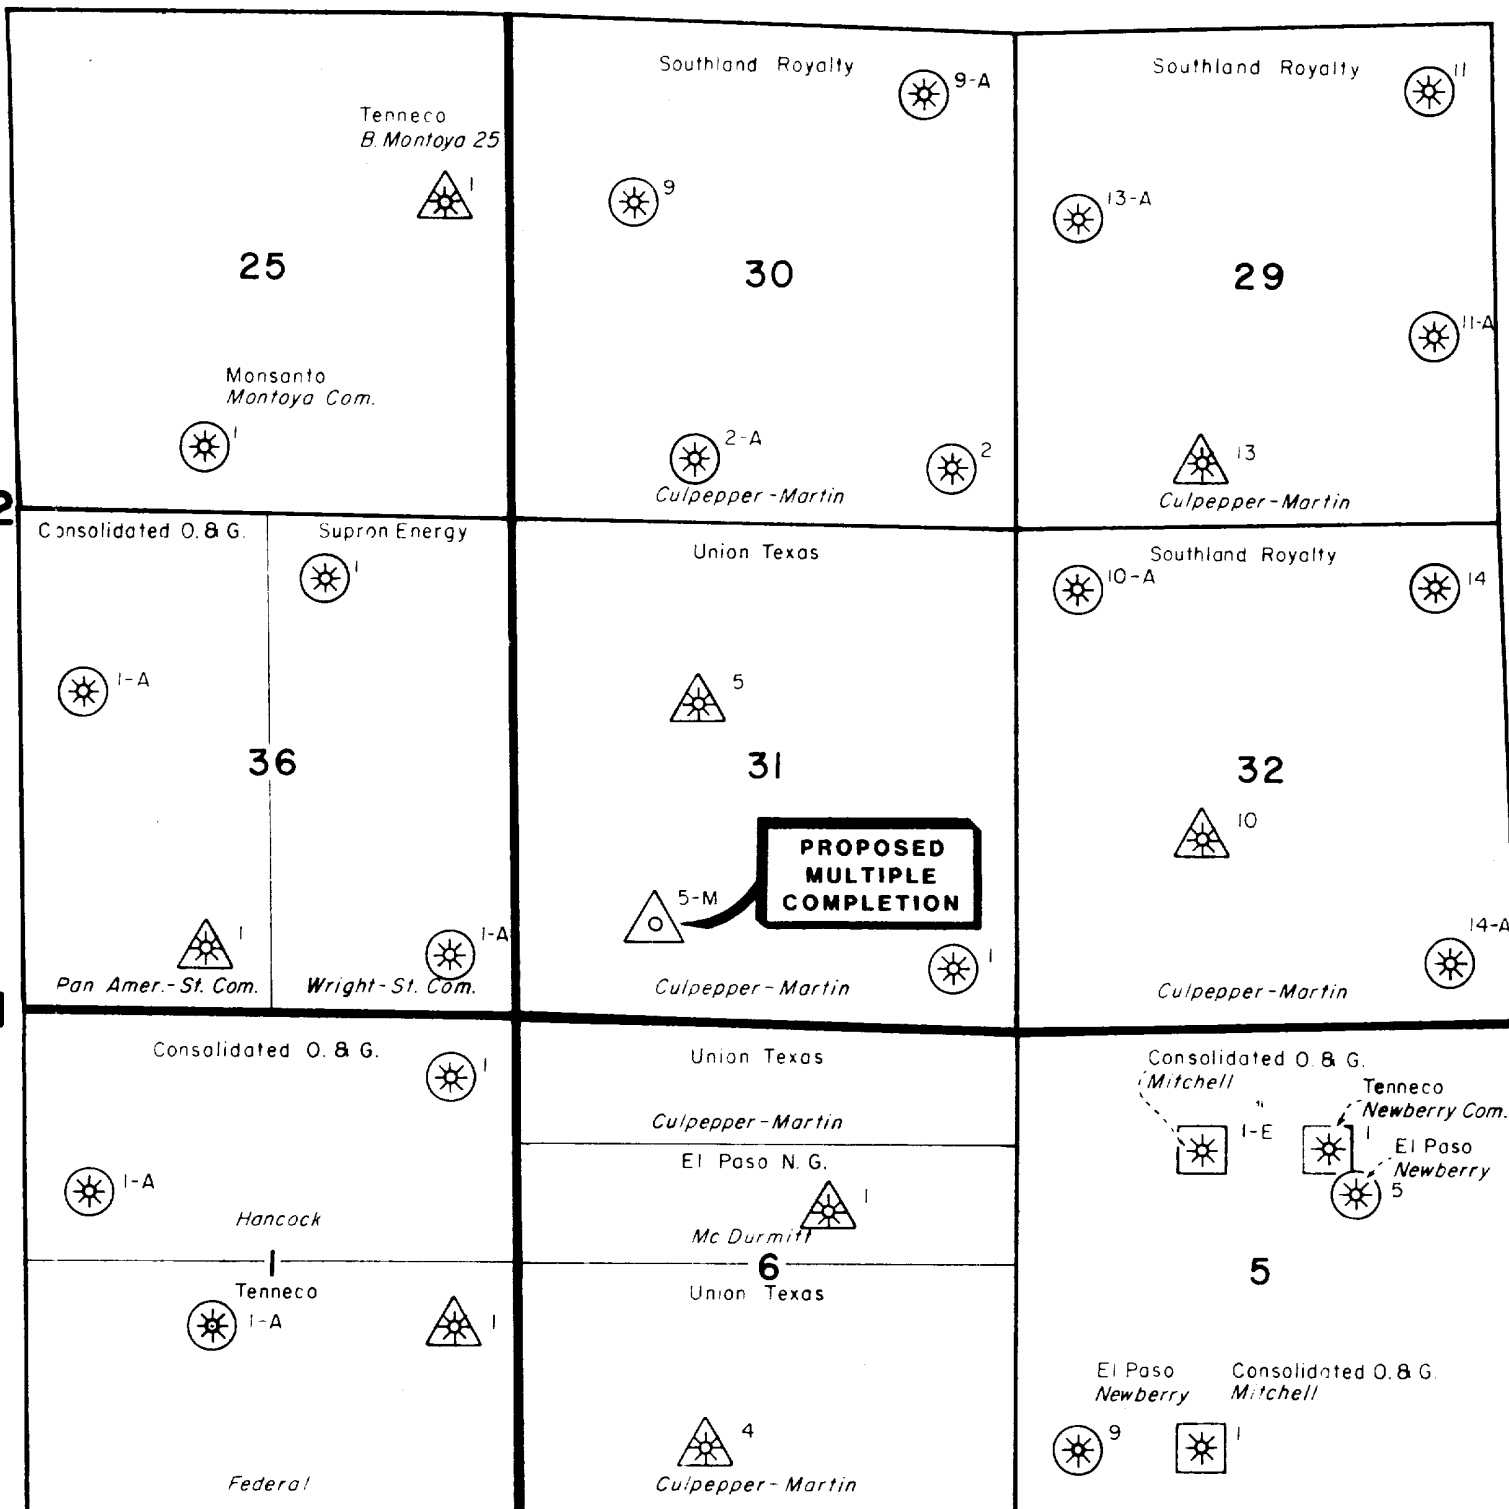 Tenneco
B. Montoya 25
1
25
Monsanto
Montoya Com.
1
Southland Royalty
9-A
9
30
2-A
2
Culpepper-Martin
Southland Royalty
11
13-A
29
11-A
13
Culpepper-Martin
2
Consolidated O. & G.
Supron Energy
1
1-A
36
1
1-A
Pan Amer.-St. Com.
Wright-St. Com.
Union Texas
5
31
PROPOSED
MULTIPLE
COMPLETION
5-M
1
Culpepper-Martin
Southland Royalty
10-A
14
32
10
14-A
Culpepper-Martin
Consolidated O. & G.
1
1-A
Hancock
1
Tenneco
1-A
1
Federal
Union Texas
Culpepper-Martin
El Paso N. G.
1
Mc Durmitt
6
Union Texas
4
Culpepper-Martin
Consolidated O. & G.
Mitchell
Tenneco
Newberry Com.
1-E
1
El Paso
Newberry
5
5
El Paso
Newberry
Consolidated O. & G.
Mitchell
9
1